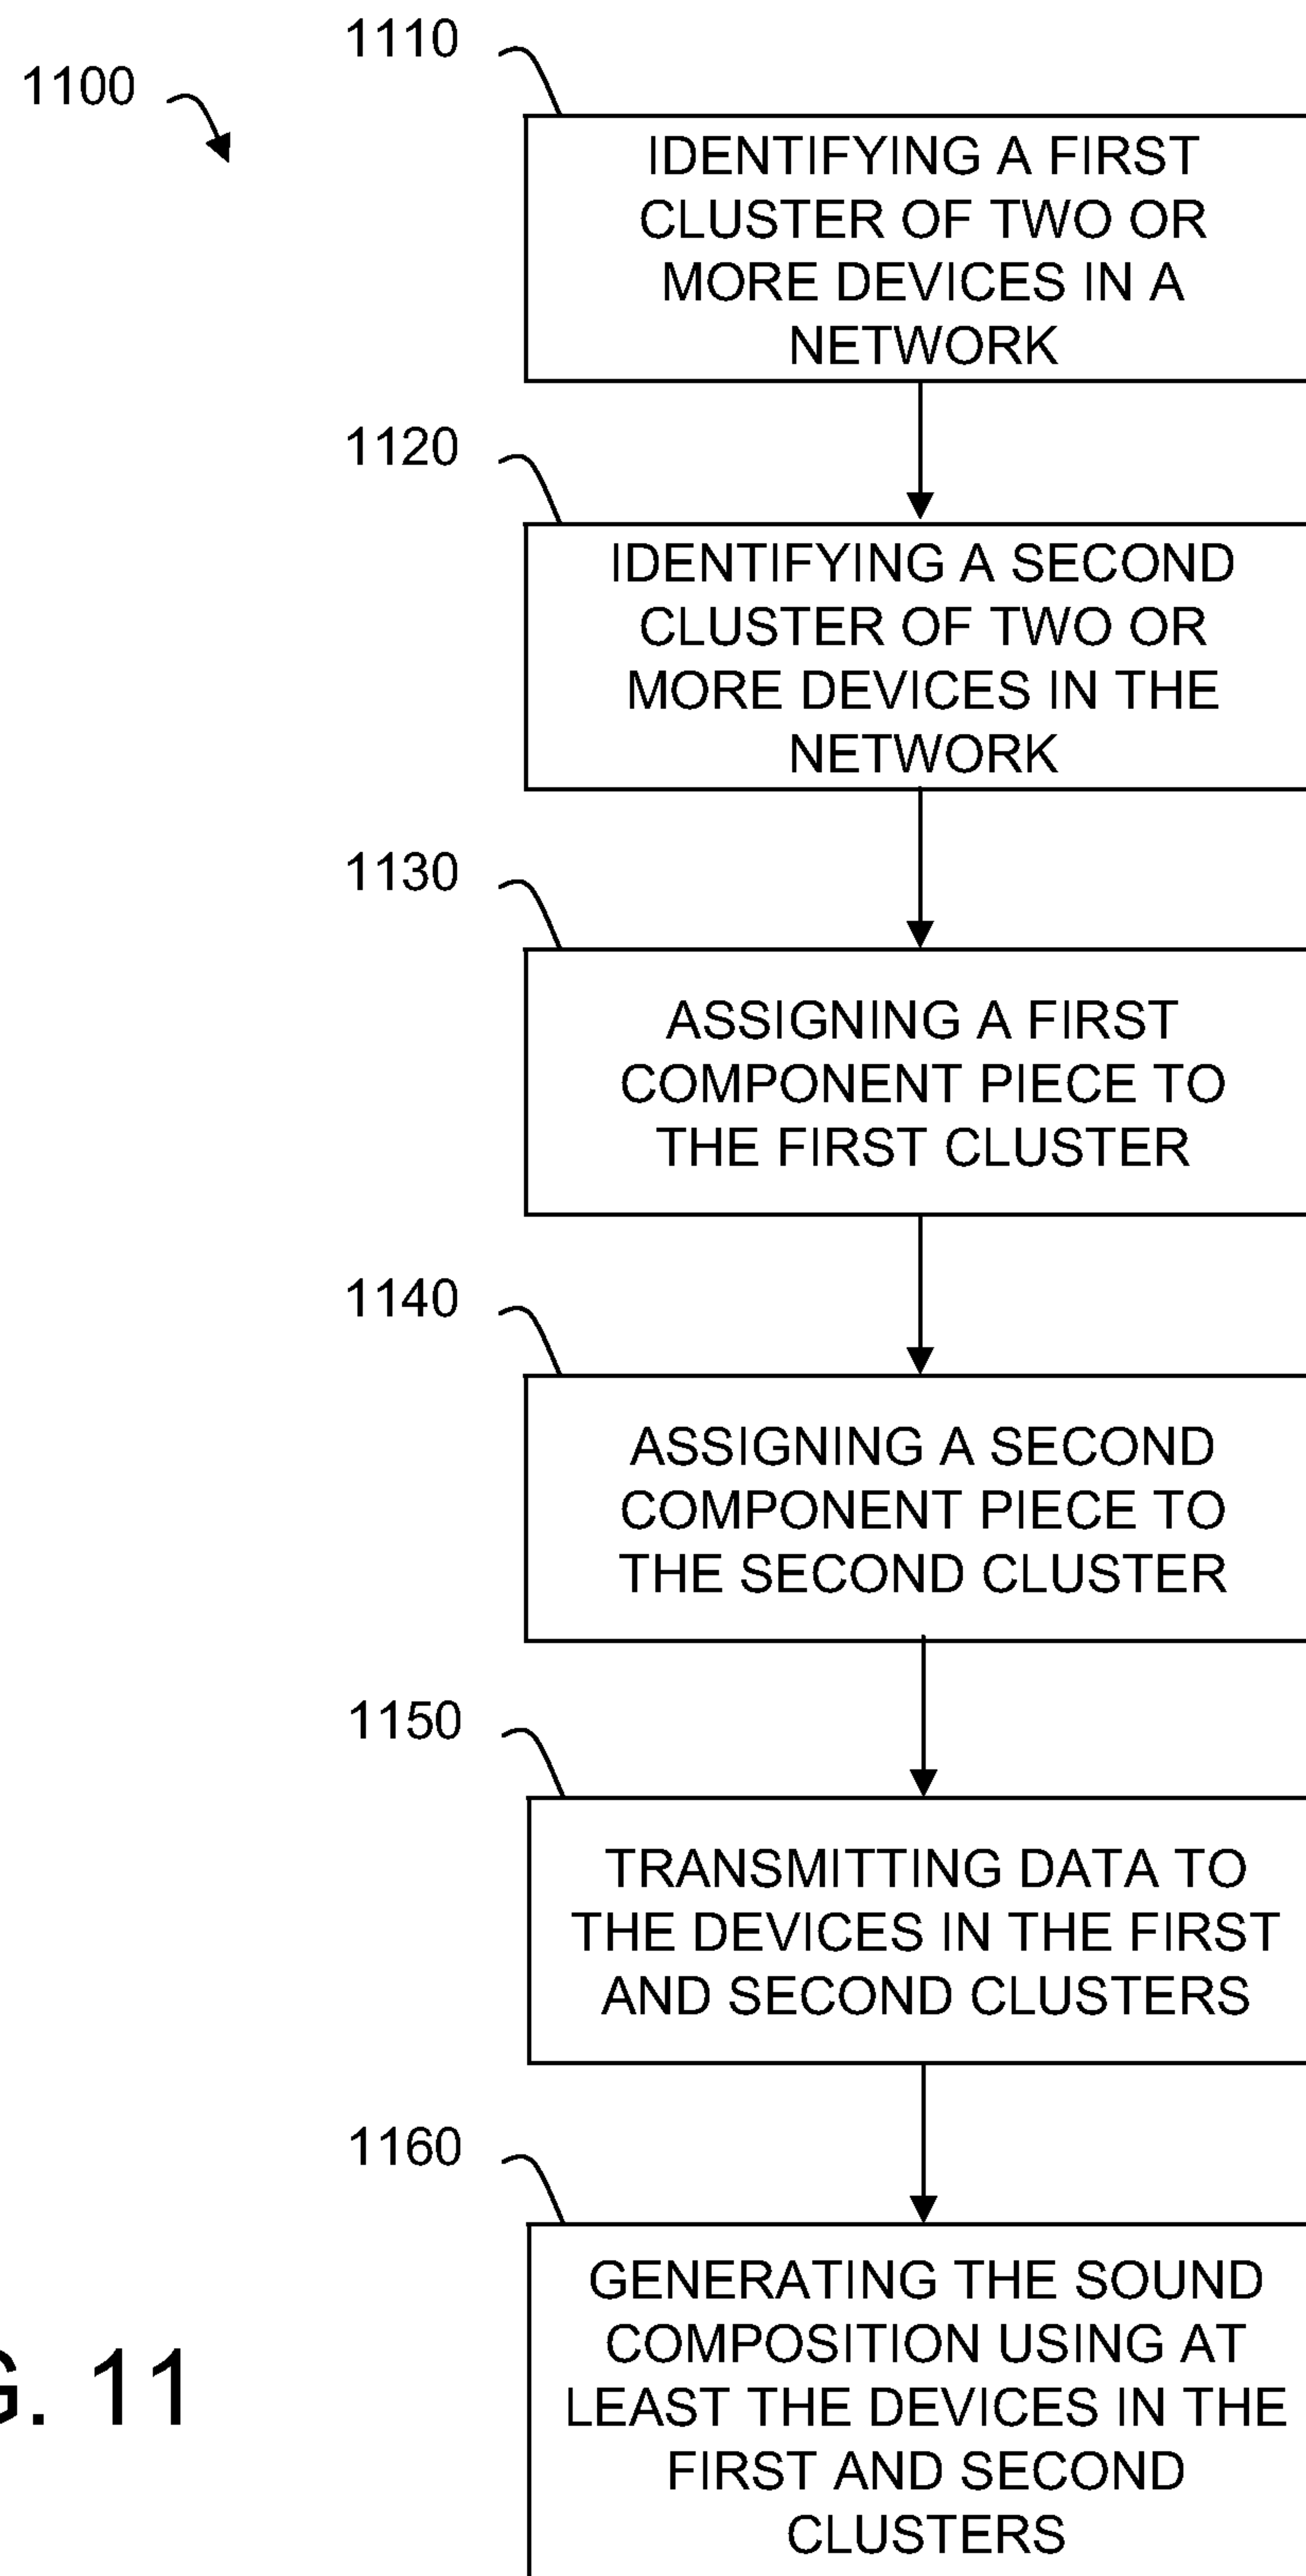 1100
1110
IDENTIFYING A FIRST
CLUSTER OF TWO OR
MORE DEVICES IN A
NETWORK
1120
IDENTIFYING A SECOND
CLUSTER OF TWO OR
MORE DEVICES IN THE
NETWORK
1130
ASSIGNING A FIRST
COMPONENT PIECE TO
THE FIRST CLUSTER
1140
ASSIGNING A SECOND
COMPONENT PIECE TO
THE SECOND CLUSTER
1150
TRANSMITTING DATA TO
THE DEVICES IN THE FIRST
AND SECOND CLUSTERS
1160
GENERATING THE SOUND
COMPOSITION USING AT
LEAST THE DEVICES IN THE
FIRST AND SECOND
CLUSTERS
G. 11